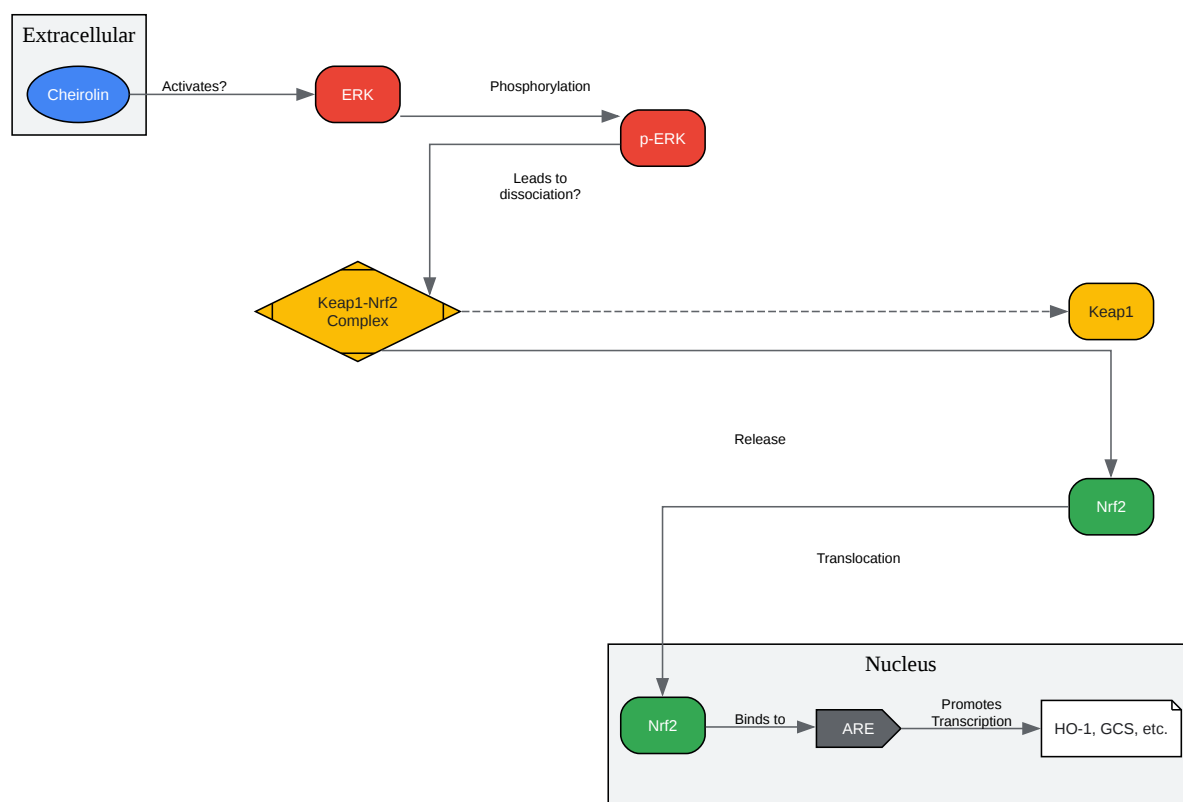 Extracellular
Cheirolin
Activates?
ERK
Phosphorylation
p-ERK
Leads to
dissociation?
Keap1-Nrf2
Complex
Keap1
Release
Nrf2
Translocation
Nucleus
Nrf2
Binds to
ARE
Promotes
Transcription
HO-1, GCS, etc.